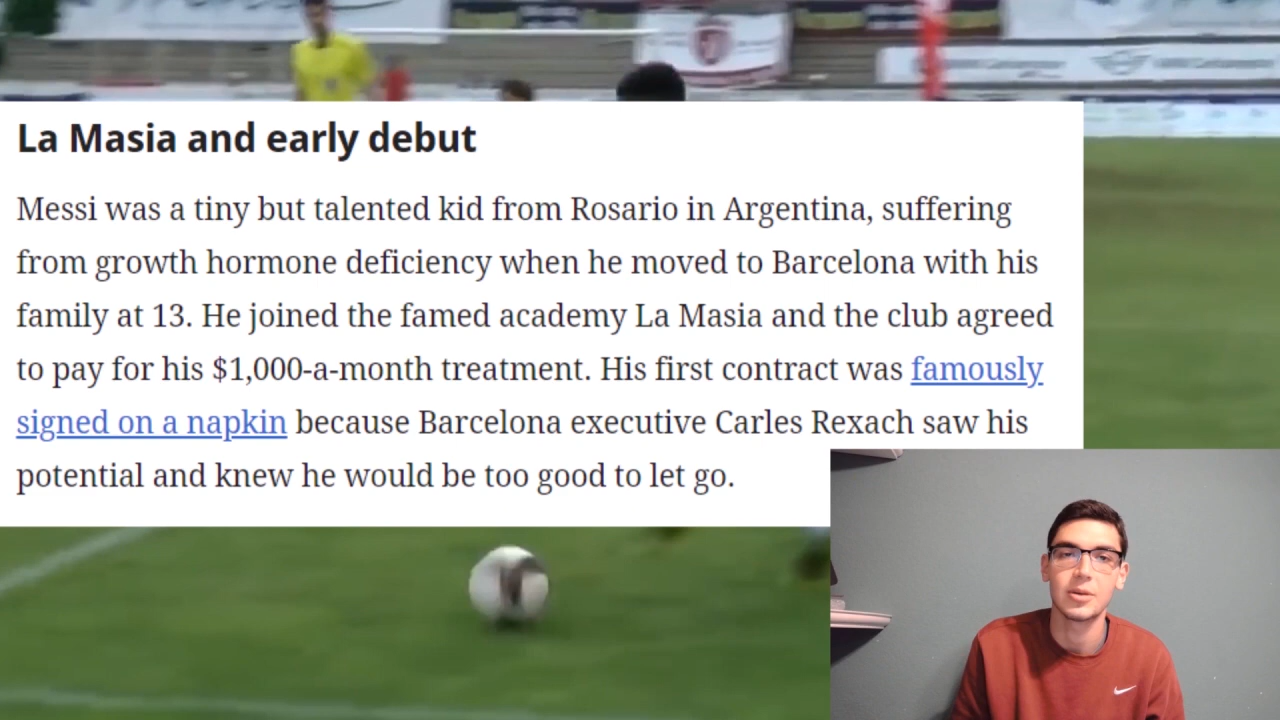 La Masia and early debut
Messi was a tiny but talented kid from Rosario in Argentina, suffering
from growth hormone deficiency when he moved to Barcelona with his
family at 13. He joined the famed academy La Masia and the club agreed
to pay for his $1,000-a-month treatment. His first contract was famously
signed on a napkin because Barcelona executive Carles Rexach saw his
potential and knew he would be too good to let go.